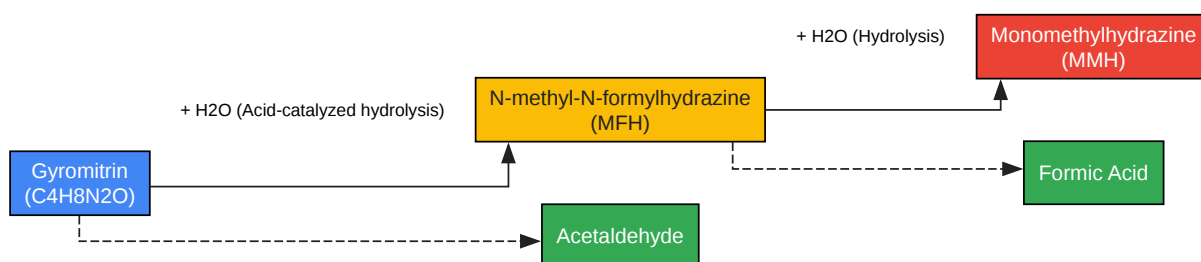 + H2O (Hydrolysis)
Monomethylhydrazine
(MMH)
+ H2O (Acid-catalyzed hydrolysis)
N-methyl-N-formylhydrazine
(MFH)
Gyromitrin
(C4H8N2O)
Formic Acid
Acetaldehyde